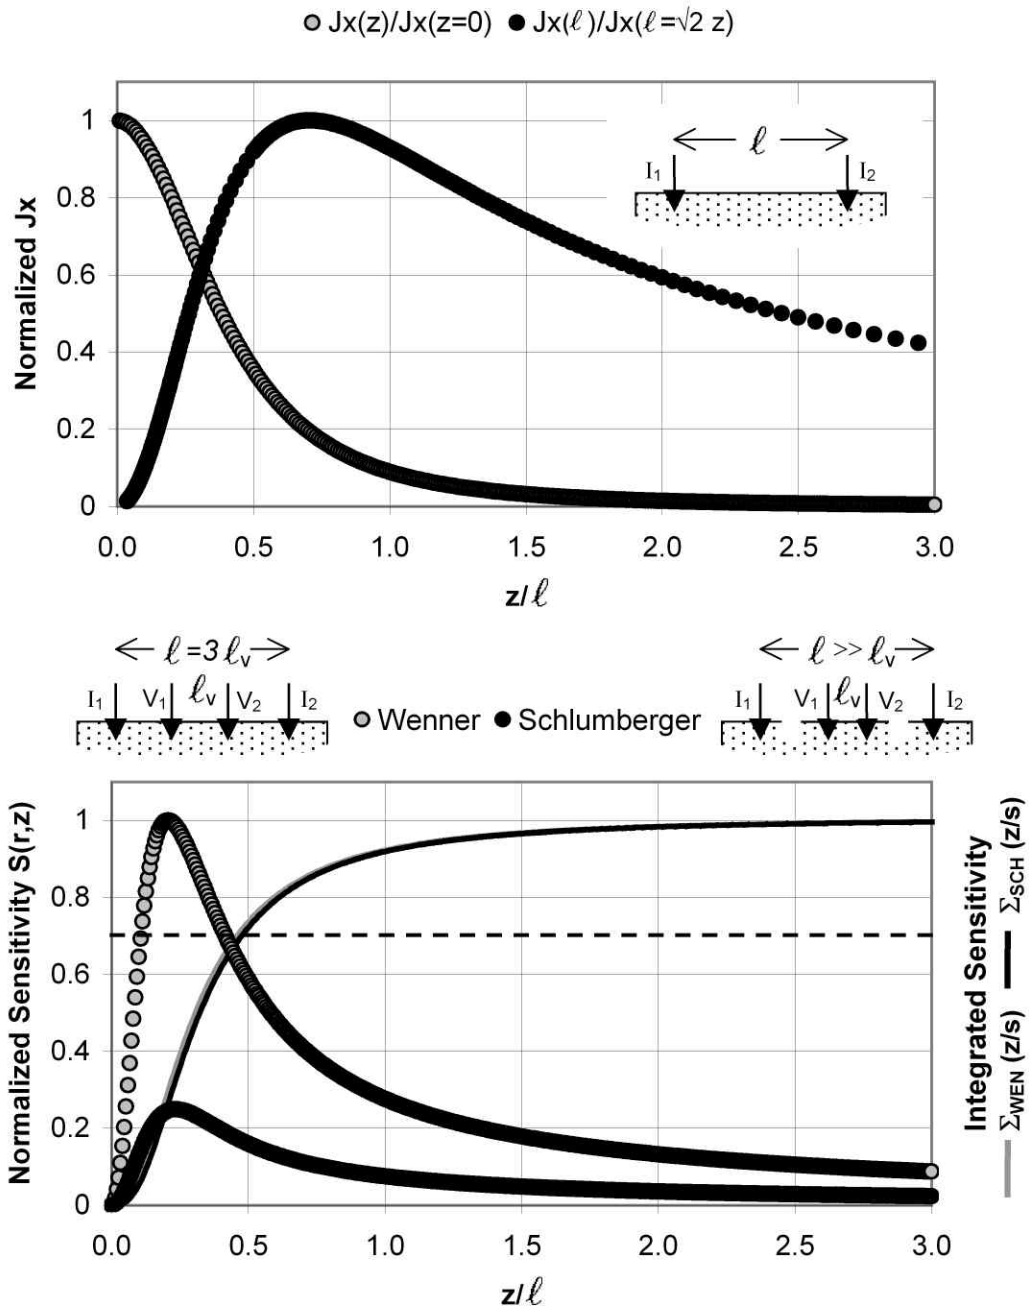 Jx(z)/Jx(z=0) Jx(ℓ)/Jx(ℓ=√2 z)
Normalized Jx
1
0.8
0.6
0.4
0.2
0
ℓ
I₁ I₂
0.0 0.5 1.0 1.5 2.0 2.5 3.0
z/ℓ
ℓ=3 ℓᵥ
I₁ V₁ ℓᵥ V₂ I₂
Wenner Schlumberger
ℓ >> ℓᵥ
I₁ V₁ ℓᵥ V₂ I₂
Normalized Sensitivity S(r,z)
1
0.8
0.6
0.4
0.2
0
0.0 0.5 1.0 1.5 2.0 2.5 3.0
z/ℓ
Integrated Sensitivity
Σ_WEN (z/s) Σ_SCH (z/s)